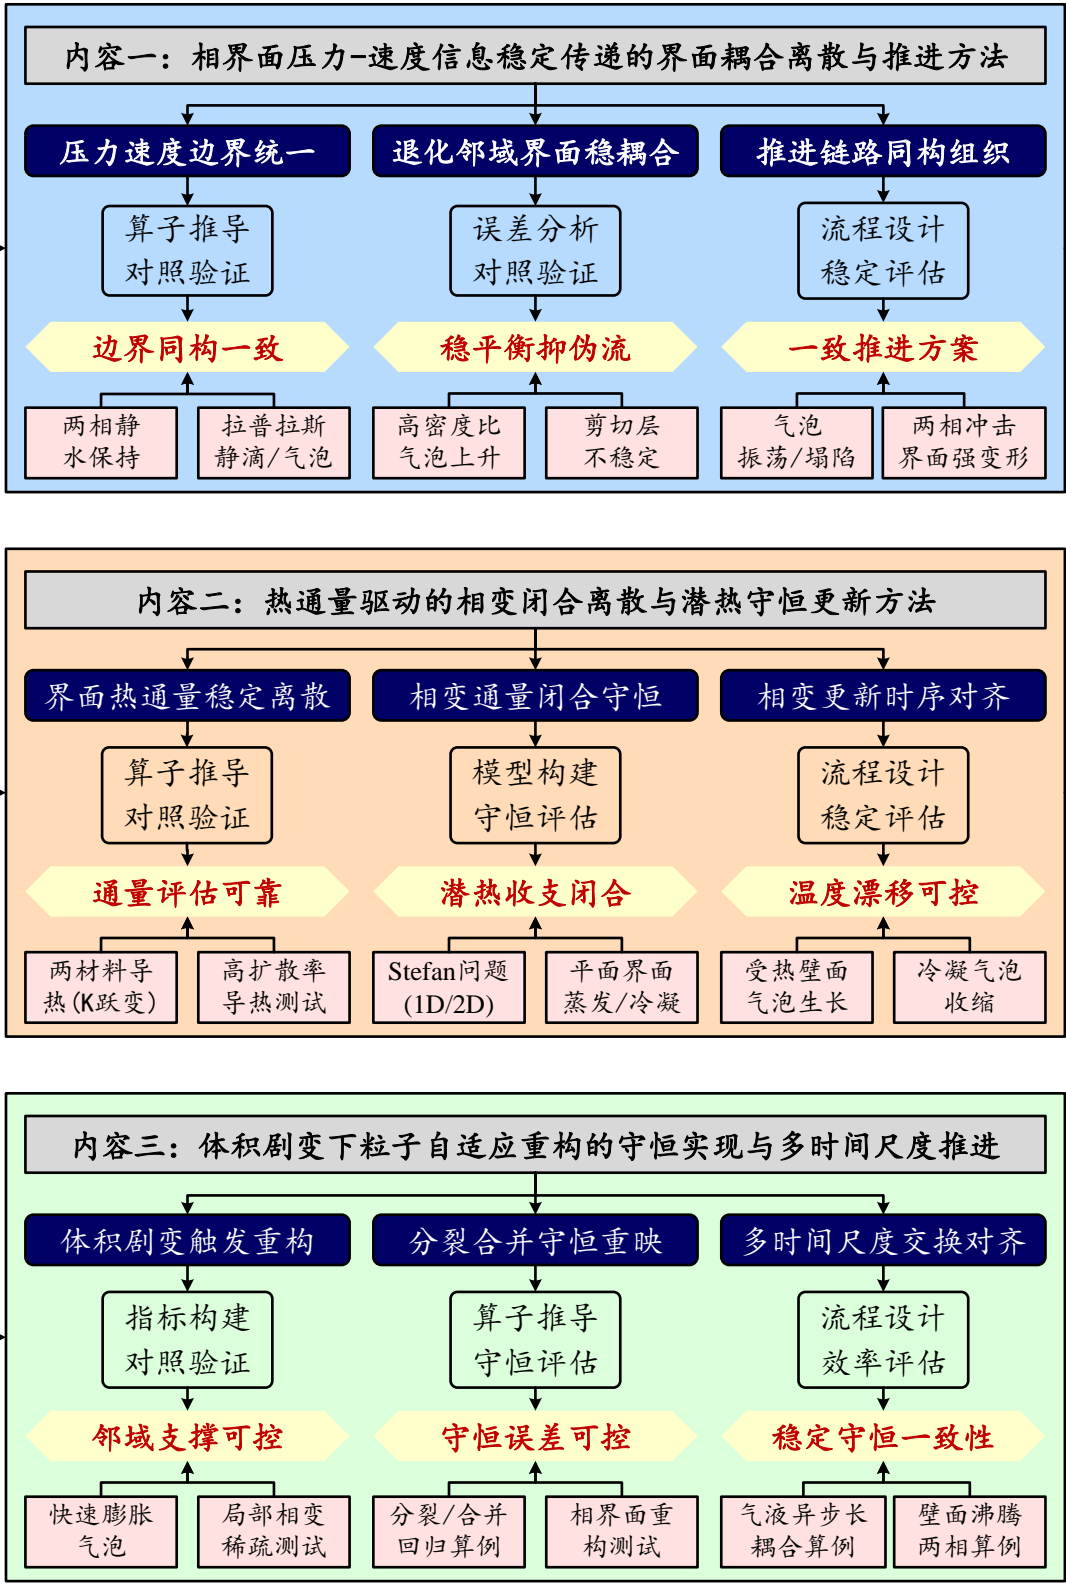 内容一：相界面压力-速度信息稳定传递的界面耦合离散与推进方法
压力速度边界统一
退化邻域界面稳耦合
推进链路同构组织
算子推导
对照验证
误差分析
对照验证
流程设计
稳定评估
边界同构一致
稳平衡抑伪流
一致推进方案
两相静
水保持
拉普拉斯
静滴/气泡
高密度比
气泡上升
剪切层
不稳定
气泡
振荡/塌陷
两相冲击
界面强变形
内容二：热通量驱动的相变闭合离散与潜热守恒更新方法
界面热通量稳定离散
相变通量闭合守恒
相变更新时序对齐
算子推导
对照验证
模型构建
守恒评估
流程设计
稳定评估
通量评估可靠
潜热收支闭合
温度漂移可控
两材料导
热(K跃变)
高扩散率
导热测试
Stefan问题
(1D/2D)
平面界面
蒸发/冷凝
受热壁面
气泡生长
冷凝气泡
收缩
内容三：体积剧变下粒子自适应重构的守恒实现与多时间尺度推进
体积剧变触发重构
分裂合并守恒重映
多时间尺度交换对齐
指标构建
对照验证
算子推导
守恒评估
流程设计
效率评估
邻域支撑可控
守恒误差可控
稳定守恒一致性
快速膨胀
气泡
局部相变
稀疏测试
分裂/合并
回归算例
相界面重
构测试
气液异步长
耦合算例
壁面沸腾
两相算例